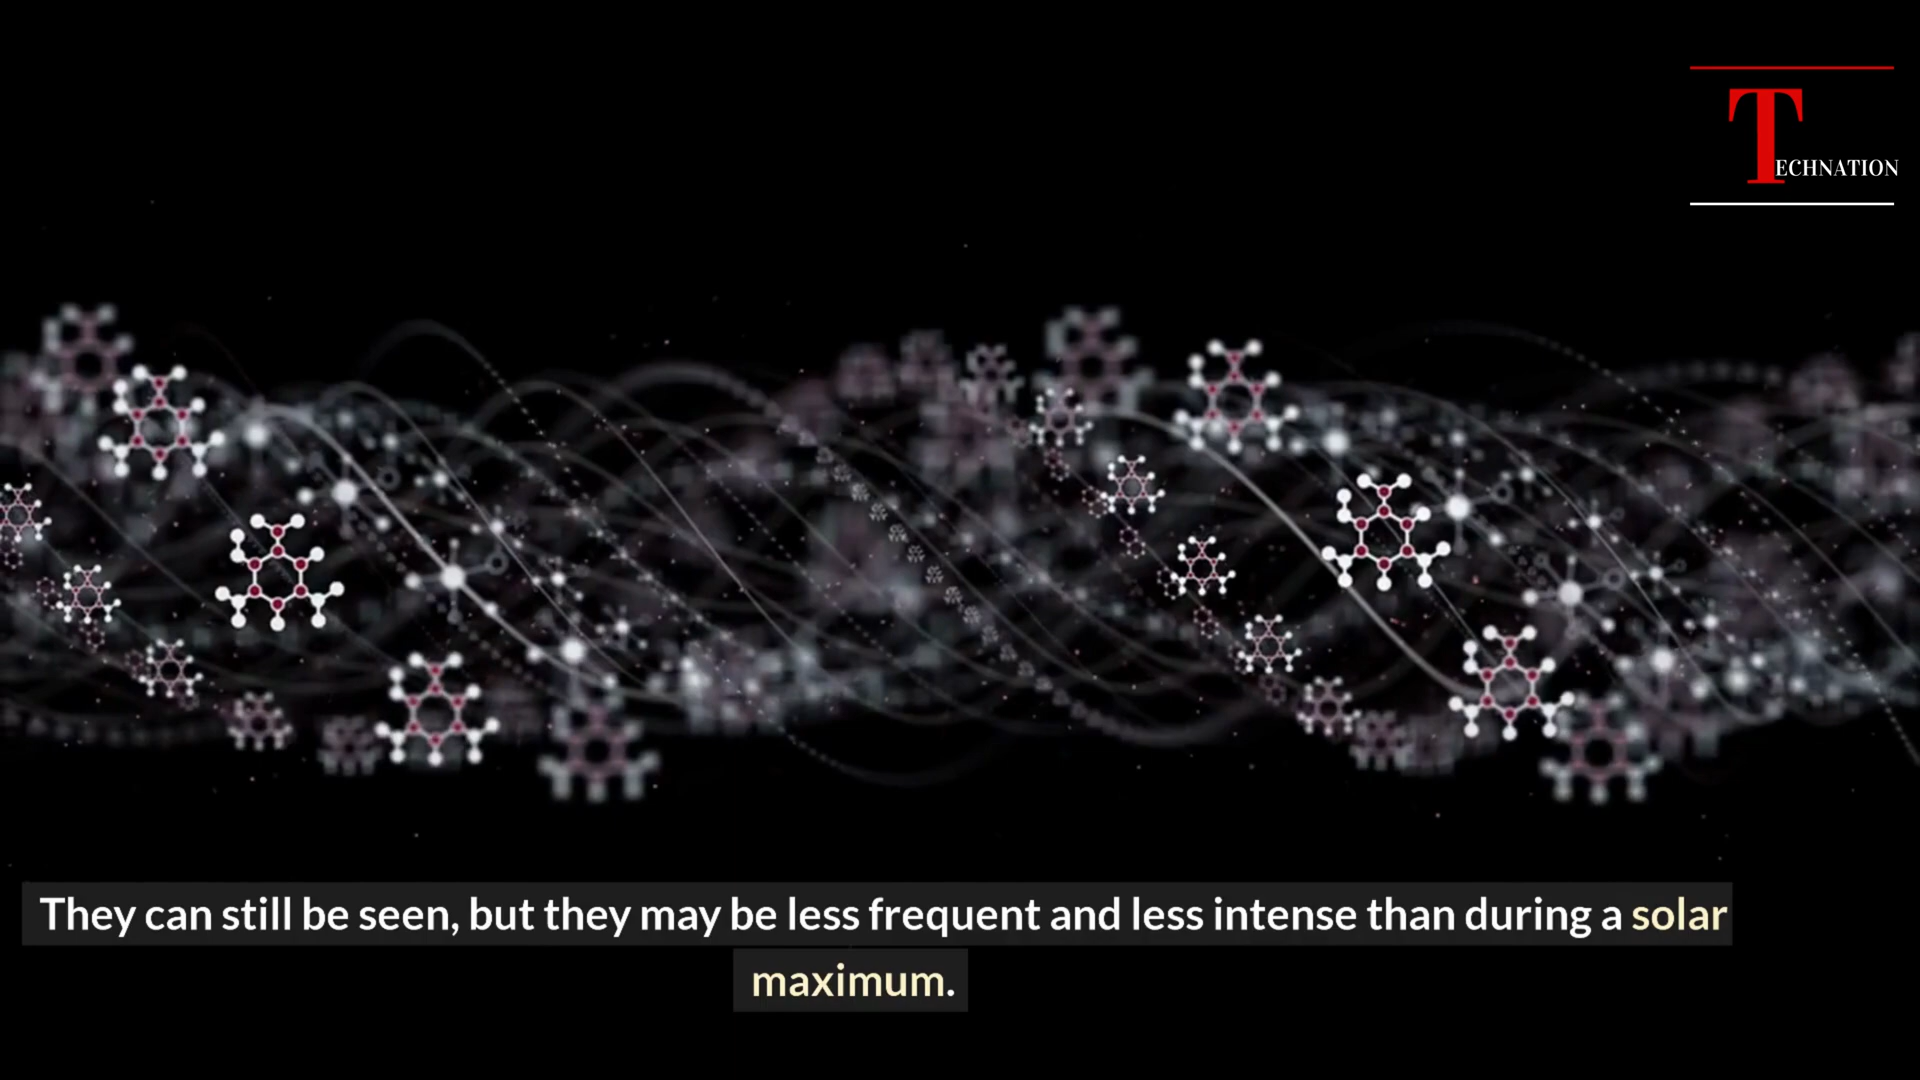 TECHNATION
They can still be seen, but they may be less frequent and less intense than during a solar
maximum.